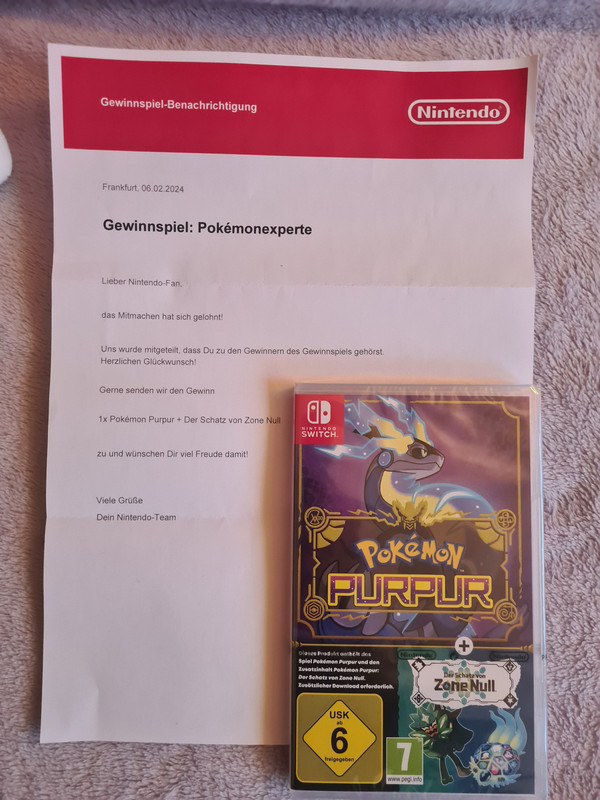 Gewinnspiel-Benachrichtigung
Nintendo
Frankfurt, 06.02.2024
Gewinnspiel: Pokémonexperte
Lieber Nintendo-Fan,
das Mitmachen hat sich gelohnt!
Uns wurde mitgeteilt, dass Du zu den Gewinnern des Gewinnspiels gehörst.
Herzlichen Glückwunsch!
Gerne senden wir den Gewinn
1x Pokémon Purpur + Der Schatz von Zone Null
zu und wünschen Dir viel Freude damit!
Viele Grüße
Dein Nintendo-Team
NINTENDO
SWITCH
POKÉMON
PURPUR
+
Dieses Produkt enthält das
Spiel Pokémon Purpur und den
Zusatzinhalt Pokémon Purpur:
Der Schatz von Zone Null.
Zusätzlicher Download erforderlich.
Der Schatz von
Zone Null
USK
ab
6
freigegeben
7
www.pegi.info